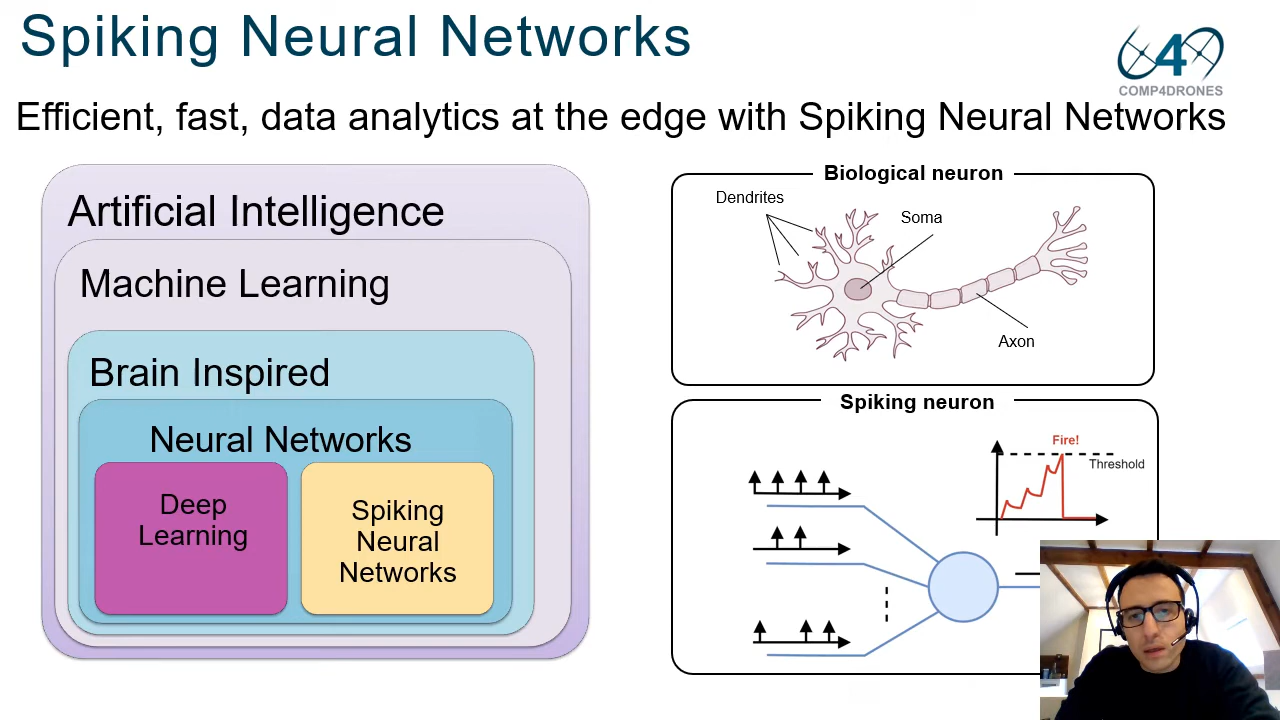 Spiking Neural Networks
COMP4DRONES
Efficient, fast, data analytics at the edge with Spiking Neural Networks
Artificial Intelligence
Machine Learning
Brain Inspired
Neural Networks
Deep
Learning
Spiking
Neural
Networks
Biological neuron
Dendrites
Soma
Axon
Spiking neuron
Fire!
Threshold